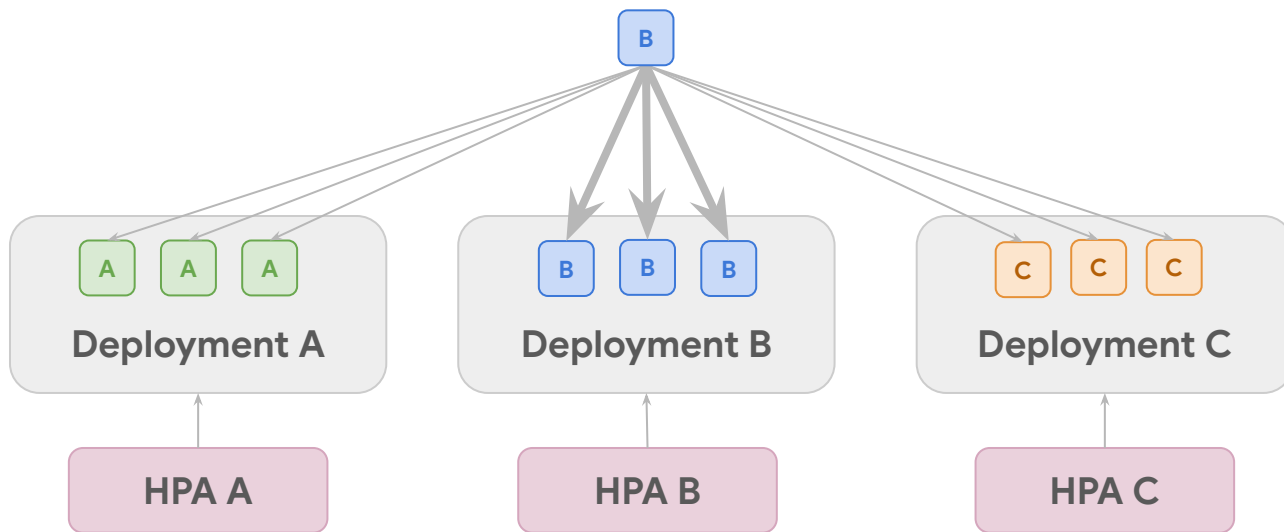 B
A A A
B B B
C C C
Deployment A
Deployment B
Deployment C
HPA A
HPA B
HPA C